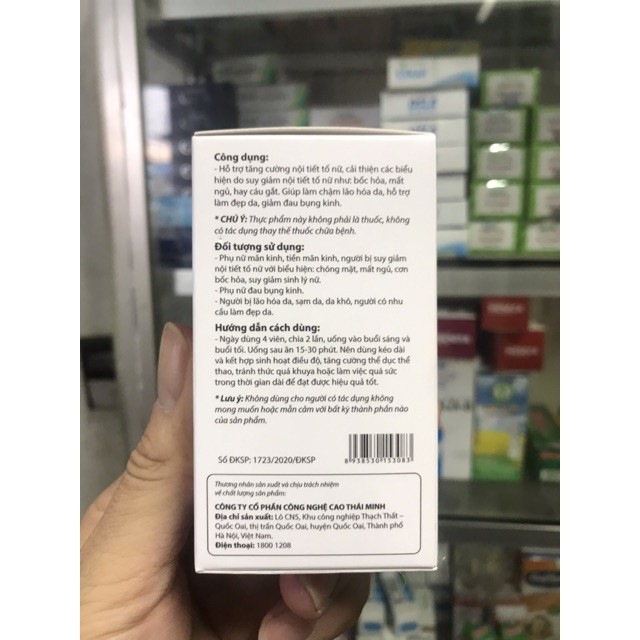 Công dụng:
- Hỗ trợ tăng cường nội tiết tố nữ, cải thiện các biểu
hiện do suy giảm nội tiết tố nữ như: bốc hỏa, mất
ngủ, hay cáu gắt. Giúp làm chậm lão hóa da, hỗ trợ
làm đẹp da, giảm đau bụng kinh.
* CHÚ Ý: Thực phẩm này không phải là thuốc, không
có tác dụng thay thế thuốc chữa bệnh.
Đối tượng sử dụng:
- Phụ nữ mãn kinh, tiền mãn kinh, người bị suy giảm
nội tiết tố nữ với biểu hiện: chóng mặt, mất ngủ, cơn
bốc hỏa, suy giảm sinh lý nữ.
- Phụ nữ đau bụng kinh.
- Người bị lão hóa da, sạm da, da khô, người có nhu
cầu làm đẹp da.
Hướng dẫn cách dùng:
- Ngày dùng 4 viên, chia 2 lần, uống vào buổi sáng và
buổi tối. Uống sau ăn 15-30 phút. Nên dùng kéo dài
và kết hợp sinh hoạt điều độ, tăng cường thể dục thể
thao, tránh thức quá khuya hoặc làm việc quá sức
trong thời gian dài để đạt được hiệu quả tốt.
* Lưu ý: Không dùng cho người có tác dụng không
mong muốn hoặc mẫn cảm với bất kỳ thành phần nào
của sản phẩm.
Số ĐKSP: 1723/2020/ĐKSP
8 938530 153083
Thương nhân sản xuất và chịu trách nhiệm
về chất lượng sản phẩm:
CÔNG TY CỔ PHẦN CÔNG NGHỆ CAO THÁI MINH
Địa chỉ sản xuất: Lô CN5, Khu công nghiệp Thạch Thất –
Quốc Oai, thị trấn Quốc Oai, huyện Quốc Oai, Thành phố
Hà Nội, Việt Nam.
Điện thoại: 1800 1208